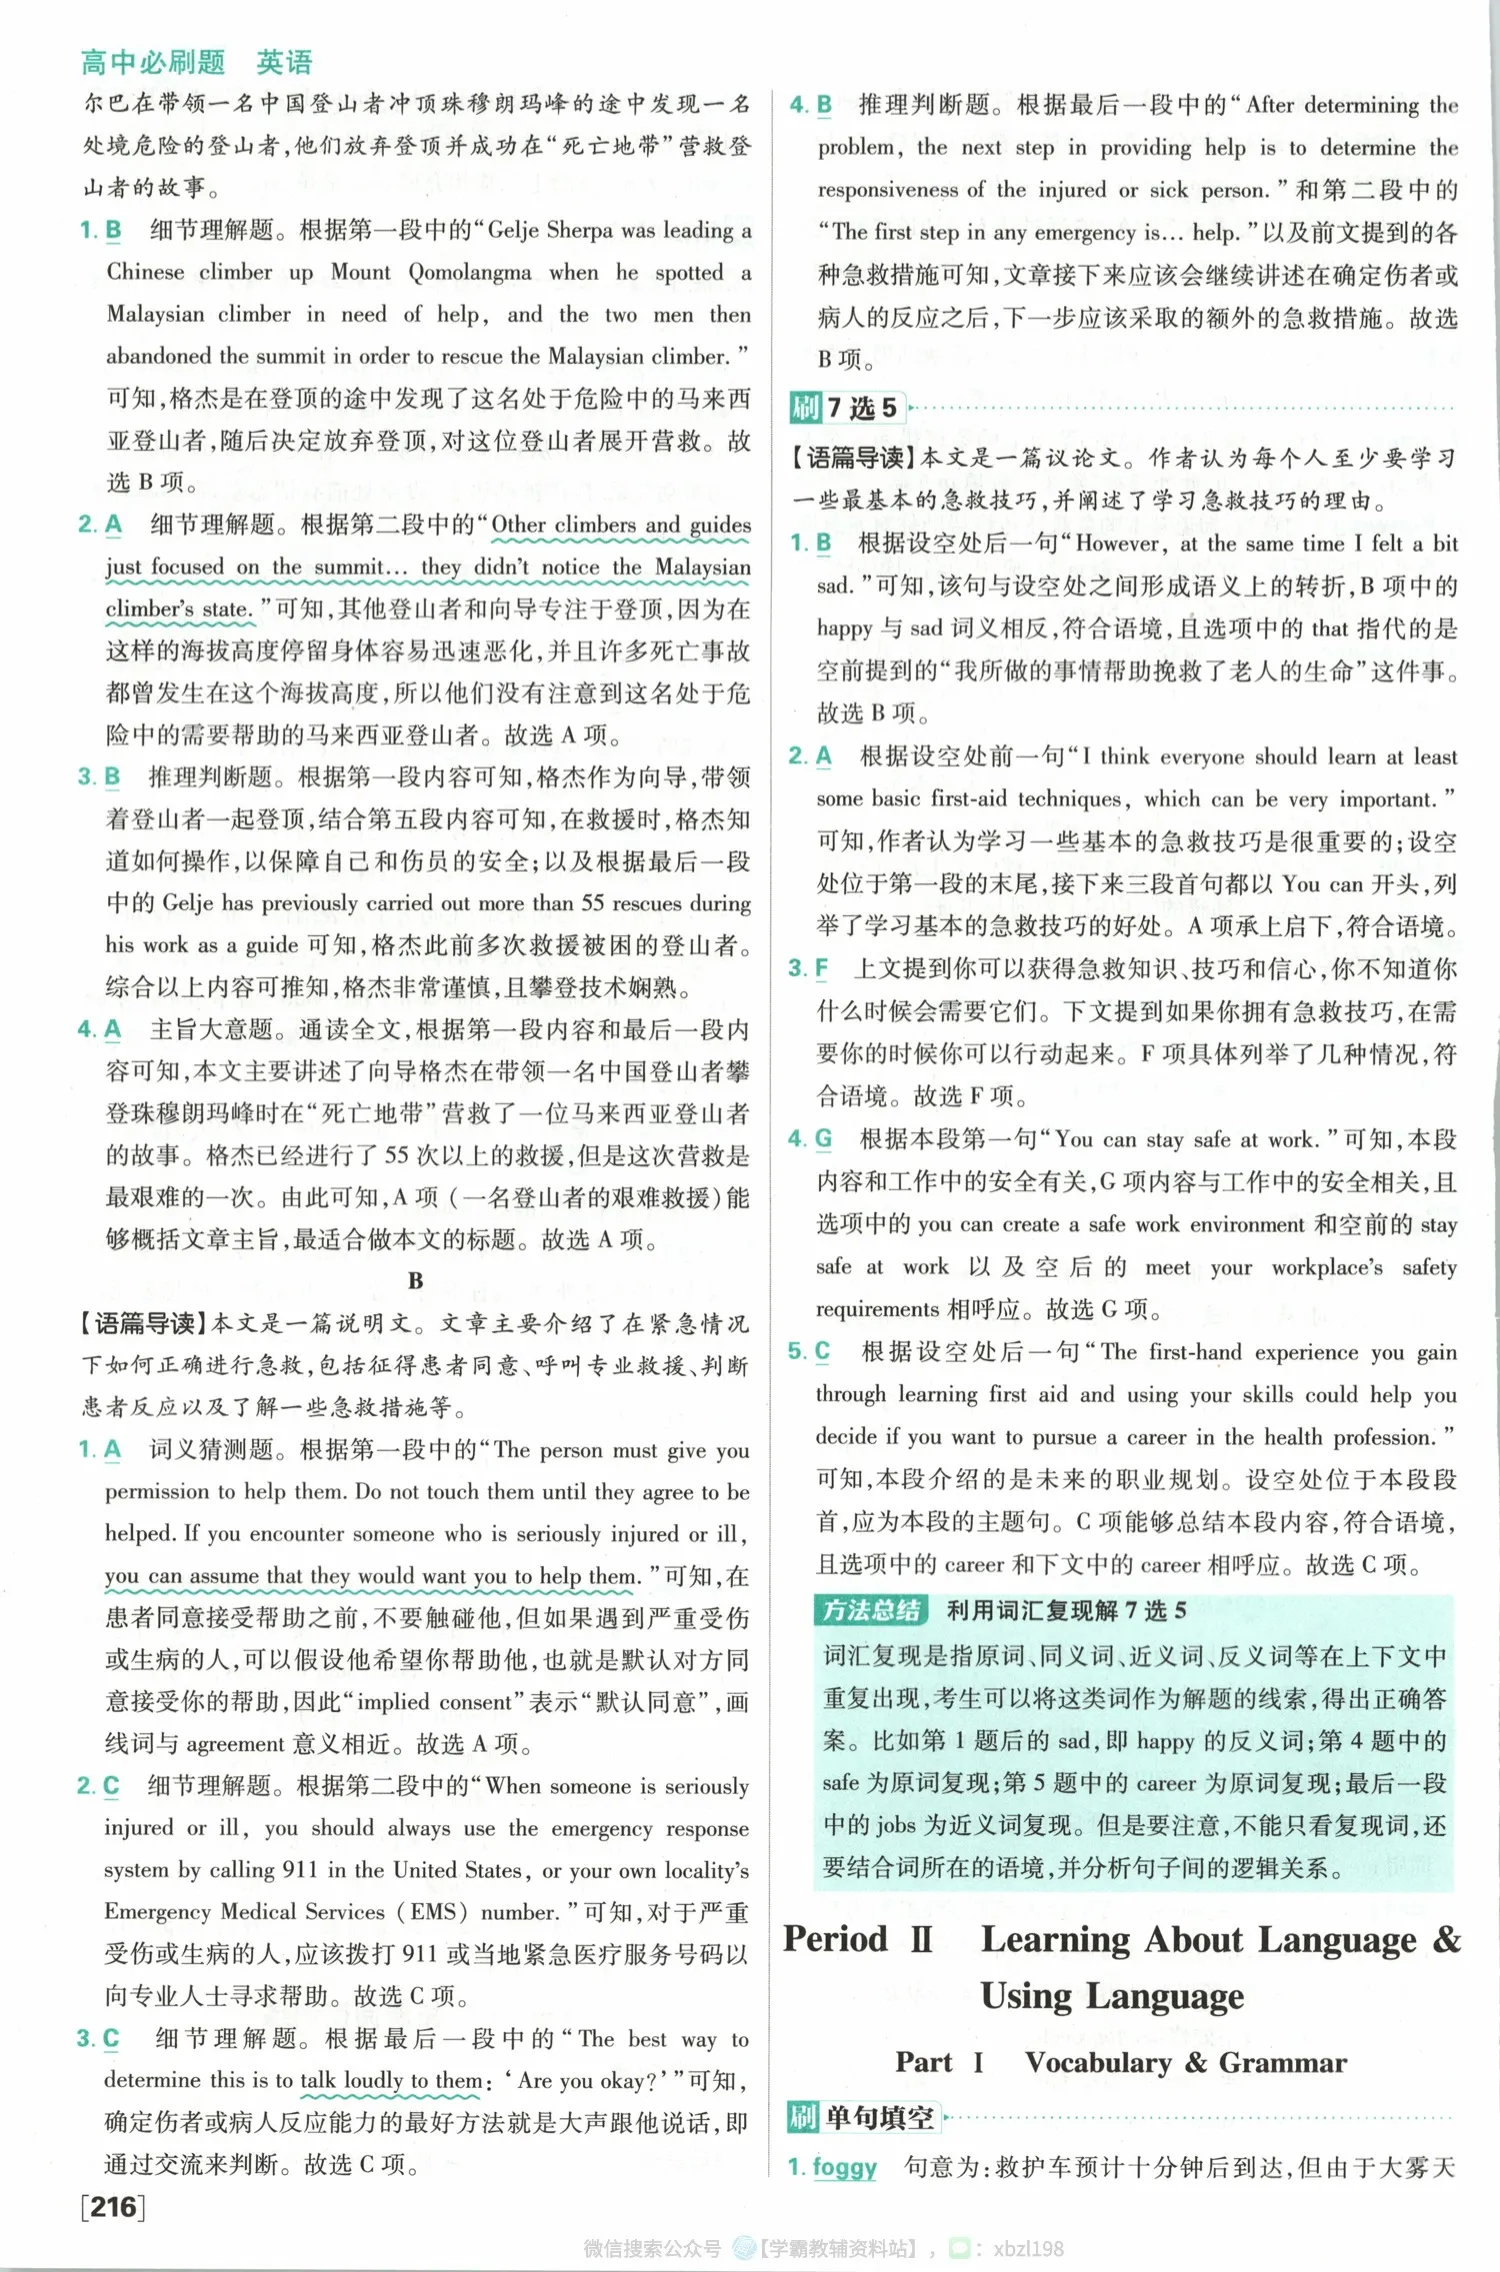 高中必刷题 英语
尔巴在带领一名中国登山者冲顶珠穆朗玛峰的途中发现一名
处境危险的登山者,他们放弃登顶并成功在“死亡地带”营救登
山者的故事。
1. B 细节理解题。根据第一段中的“Gelje Sherpa was leading a
Chinese climber up Mount Qomolangma when he spotted a
Malaysian climber in need of help, and the two men then
abandoned the summit in order to rescue the Malaysian climber.”
可知,格杰是在登顶的途中发现了这名处于危险中的马来西
亚登山者,随后决定放弃登顶,对这位登山者展开营救。故
选 B 项。
2. A 细节理解题。根据第二段中的“Other climbers and guides
just focused on the summit... they didn’t notice the Malaysian
climber’s state.”可知,其他登山者和向导专注于登顶,因为在
这样的海拔高度停留身体容易迅速恶化,并且许多死亡事故
都曾发生在这个海拔高度,所以他们没有注意到这名处于危
险中的需要帮助的马来西亚登山者。故选 A 项。
3. B 推理判断题。根据第一段内容可知,格杰作为向导,带领
着登山者一起登顶,结合第五段内容可知,在救援时,格杰知
道如何操作,以保障自己和伤员的安全;以及根据最后一段
中的 Gelje has previously carried out more than 55 rescues during
his work as a guide 可知,格杰此前多次救援被困的登山者。
综合以上内容可推知,格杰非常谨慎,且攀登技术娴熟。
4. A 主旨大意题。通读全文,根据第一段内容和最后一段内
容可知,本文主要讲述了向导格杰在带领一名中国登山者攀
登珠穆朗玛峰时在“死亡地带”营救了一位马来西亚登山者
的故事。格杰已经进行了 55 次以上的救援,但是这次营救是
最艰难的一次。由此可知,A 项 (一名登山者的艰难救援)能
够概括文章主旨,最适合做本文的标题。故选 A 项。
B
【语篇导读】本文是一篇说明文。文章主要介绍了在紧急情况
下如何正确进行急救,包括征得患者同意、呼叫专业救援、判断
患者反应以及了解一些急救措施等。
1. A 词义猜测题。根据第一段中的“The person must give you
permission to help them. Do not touch them until they agree to be
helped. If you encounter someone who is seriously injured or ill,
you can assume that they would want you to help them.”可知,在
患者同意接受帮助之前,不要触碰他,但如果遇到严重受伤
或生病的人,可以假设他希望你帮助他,也就是默认对方同
意接受你的帮助,因此“implied consent”表示“默认同意”,画
线词与 agreement 意义相近。故选 A 项。
2. C 细节理解题。根据第二段中的“When someone is seriously
injured or ill, you should always use the emergency response
system by calling 911 in the United States, or your own locality’s
Emergency Medical Services (EMS) number.”可知,对于严重
受伤或生病的人,应该拨打 911 或当地紧急医疗服务号码以
向专业人士寻求帮助。故选 C 项。
3. C 细节理解题。根据最后一段中的“The best way to
determine this is to talk loudly to them: ‘Are you okay?’”可知,
确定伤者或病人反应能力的最好方法就是大声跟他说话,即
通过交流来判断。故选 C 项。
[216]
4. B 推理判断题。根据最后一段中的“After determining the
problem, the next step in providing help is to determine the
responsiveness of the injured or sick person.”和第二段中的
“The first step in any emergency is... help.”以及前文提到的各
种急救措施可知,文章接下来应该会继续讲述在确定伤者或
病人的反应之后,下一步应该采取的额外的急救措施。故选
B 项。
刷 7 选 5
【语篇导读】本文是一篇议论文。作者认为每个人至少要学习
一些最基本的急救技巧,并阐述了学习急救技巧的理由。
1. B 根据设空处后一句“However, at the same time I felt a bit
sad.”可知,该句与设空处之间形成语义上的转折,B 项中的
happy 与 sad 词义相反,符合语境,且选项中的 that 指代的是
空前提到的“我所做的事情帮助挽救了老人的生命”这件事。
故选 B 项。
2. A 根据设空处前一句“I think everyone should learn at least
some basic first-aid techniques, which can be very important.”
可知,作者认为学习一些基本的急救技巧是很重要的;设空
处位于第一段的末尾,接下来三段首句都以 You can 开头,列
举了学习基本的急救技巧的好处。A 项承上启下,符合语境。
3. F 上文提到你可以获得急救知识、技巧和信心,你不知道你
什么时候会需要它们。下文提到如果你拥有急救技巧,在需
要你的时候你可以行动起来。F 项具体列举了几种情况,符
合语境。故选 F 项。
4. G 根据本段第一句“You can stay safe at work.”可知,本段
内容和工作中的安全有关,G 项内容与工作中的安全相关,且
选项中的 you can create a safe work environment 和空前的 stay
safe at work 以及空后的 meet your workplace’s safety
requirements 相呼应。故选 G 项。
5. C 根据设空处后一句“The first-hand experience you gain
through learning first aid and using your skills could help you
decide if you want to pursue a career in the health profession.”
可知,本段介绍的是未来的职业规划。设空处位于本段段
首,应为本段的主题句。C 项能够总结本段内容,符合语境,
且选项中的 career 和下文中的 career 相呼应。故选 C 项。
方法总结 利用词汇复现解 7 选 5
词汇复现是指原词、同义词、近义词、反义词等在上下文中
重复出现,考生可以将这类词作为解题的线索,得出正确答
案。比如第 1 题后的 sad,即 happy 的反义词;第 4 题中的
safe 为原词复现;第 5 题中的 career 为原词复现;最后一段
中的 jobs 为近义词复现。但是要注意,不能只看复现词,还
要结合词所在的语境,并分析句子间的逻辑关系。
Period Ⅱ Learning About Language &
Using Language
Part Ⅰ Vocabulary & Grammar
刷 单句填空
1. foggy 句意为:救护车预计十分钟后到达,但由于大雾天
微信搜索公众号 【学霸教辅资料站】 , : xbzl198